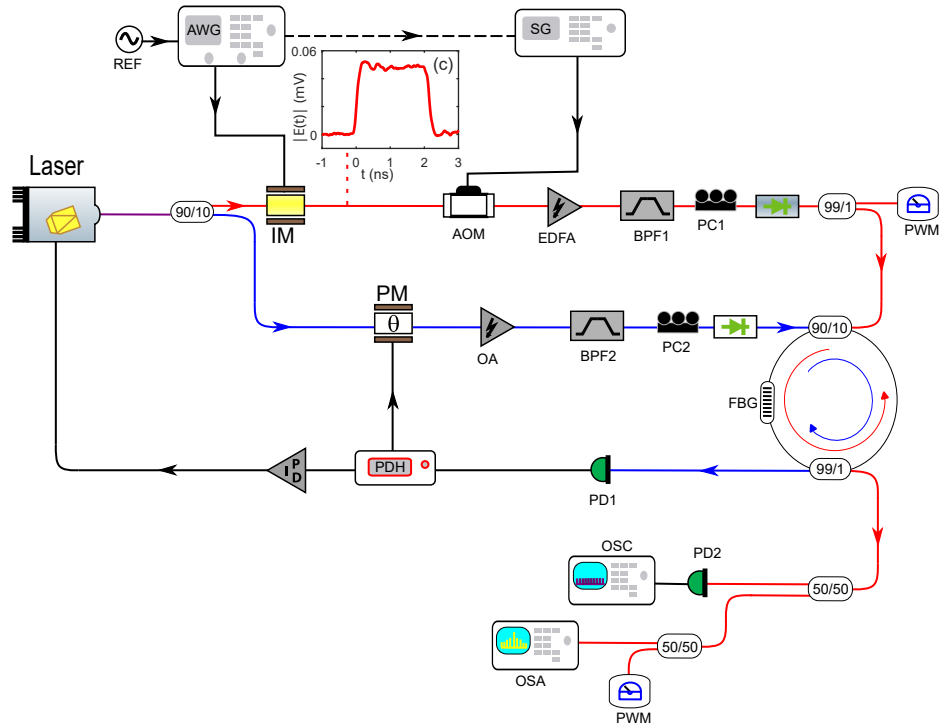 AWG
SG
REF
0.06
(c)
|E(t)| (mV)
0
-1
0
1
2
3
t (ns)
Laser
90/10
IM
AOM
EDFA
BPF1
PC1
99/1
PWM
PM
θ
OA
BPF2
PC2
90/10
FBG
PDH
P
I
D
PD1
99/1
OSC
PD2
50/50
OSA
50/50
PWM